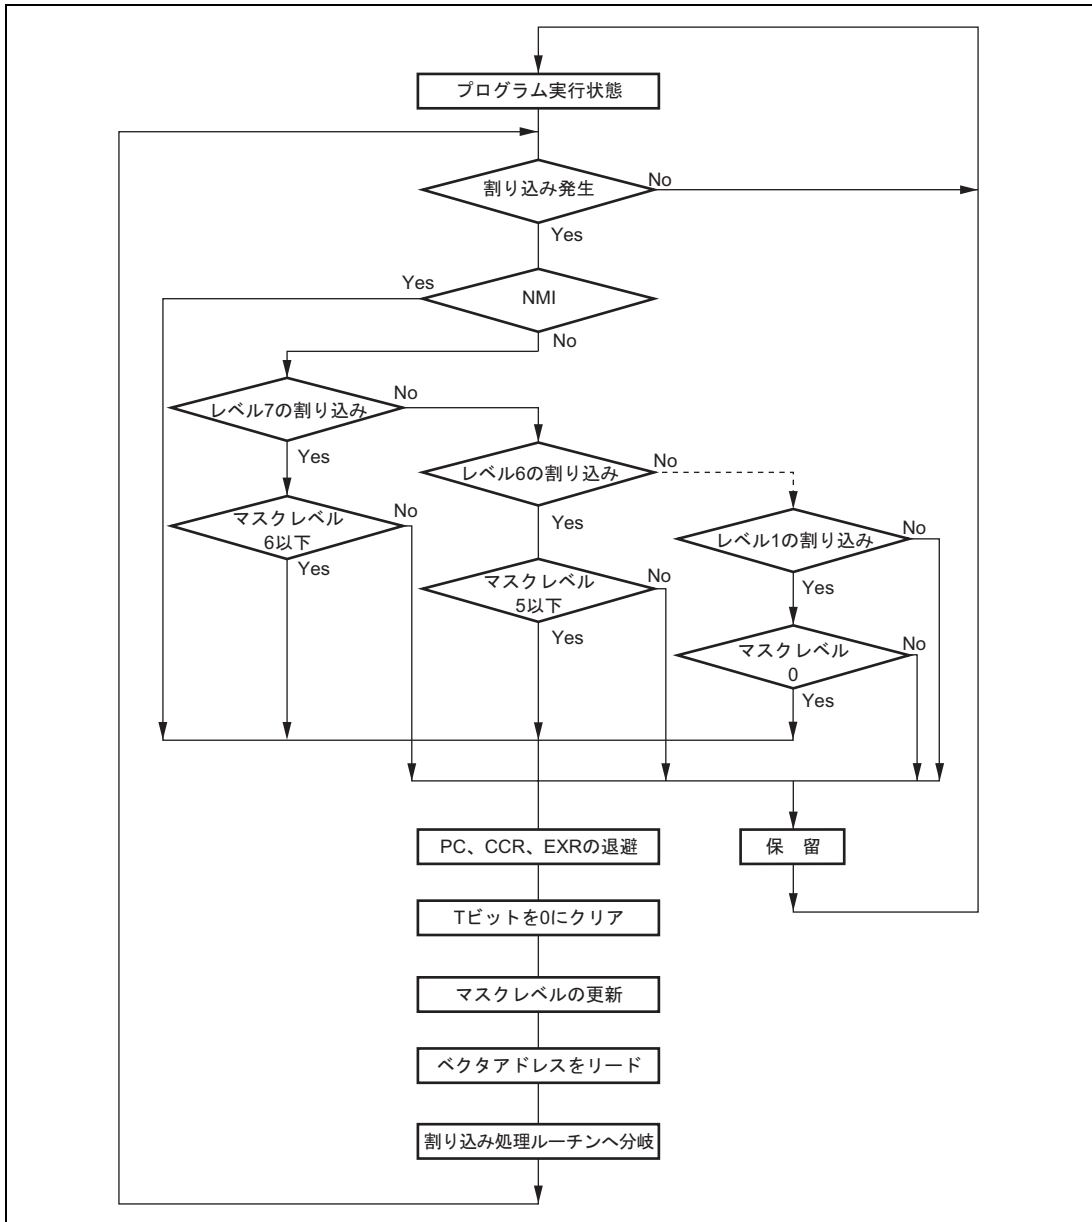 プログラム実行状態
割り込み発生
No
Yes
Yes
NMI
No
レベル7の割り込み
No
Yes
レベル6の割り込み
No
マスクレベル
6以下
No
Yes
Yes
レベル1の割り込み
No
マスクレベル
5以下
No
Yes
Yes
マスクレベル
0
No
Yes
PC、CCR、EXRの退避
保 留
Tビットを0にクリア
マスクレベルの更新
ベクタアドレスをリード
割り込み処理ルーチンへ分岐